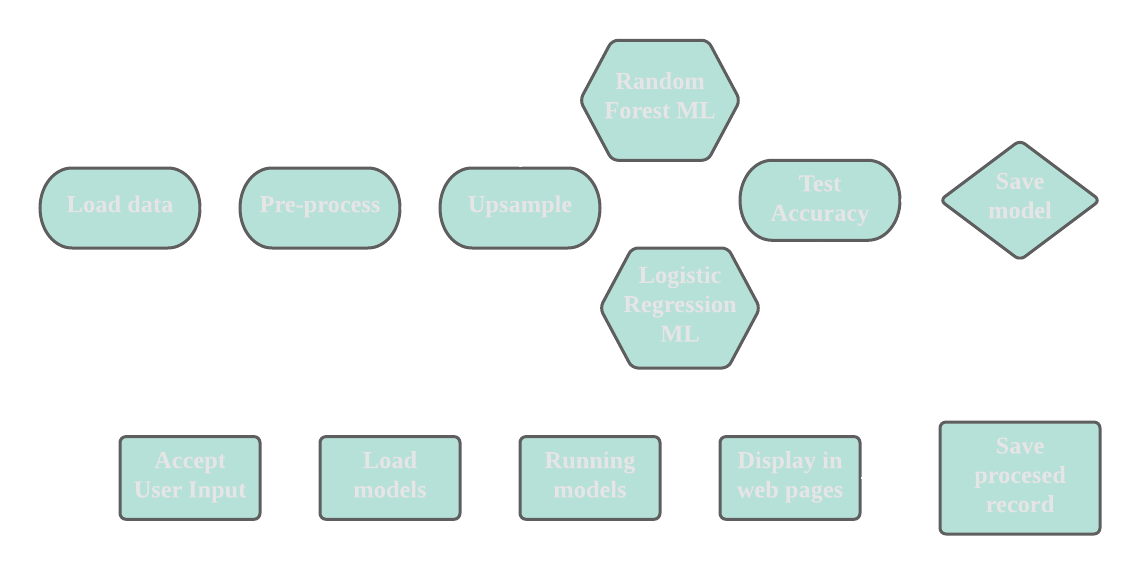 Random
Forest ML
Load data
Pre-process
Upsample
Test
Accuracy
Save
model
Logistic
Regression
ML
Accept
User Input
Load
models
Running
models
Display in
web pages
Save
procesed
record